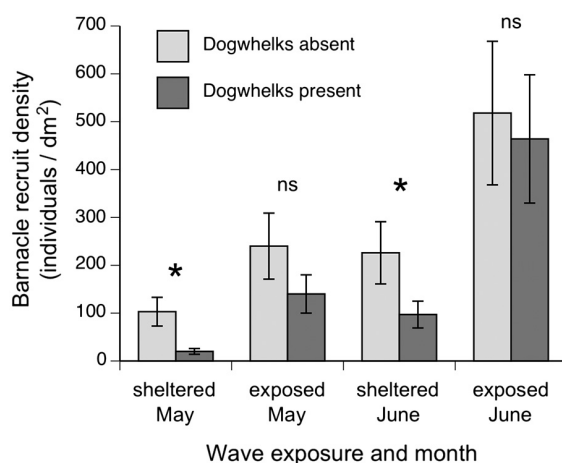 700
600
500
400
300
200
100
0
Barnacle recruit density
(individuals / dm²)
Dogwhelks absent
Dogwhelks present
*
ns
*
ns
sheltered
May
exposed
May
sheltered
June
exposed
June
Wave exposure and month